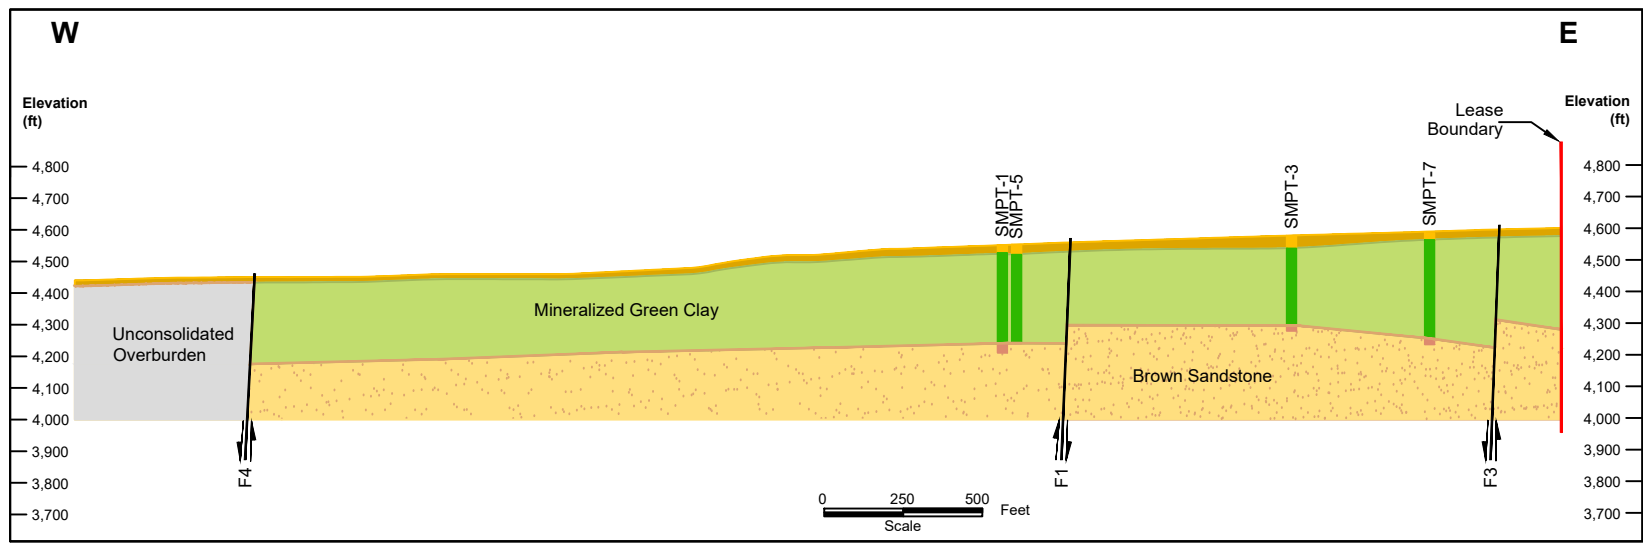 W
E
Elevation
(ft)
Elevation
(ft)
Lease
Boundary
4,800
4,700
4,600
4,500
4,400
4,300
4,200
4,100
4,000
3,900
3,800
3,700
4,800
4,700
4,600
4,500
4,400
4,300
4,200
4,100
4,000
3,900
3,800
3,700
SMPT-1
SMPT-5
SMPT-3
SMPT-7
Mineralized Green Clay
Unconsolidated
Overburden
Brown Sandstone
F4
F1
F3
0 250 500
Feet
Scale